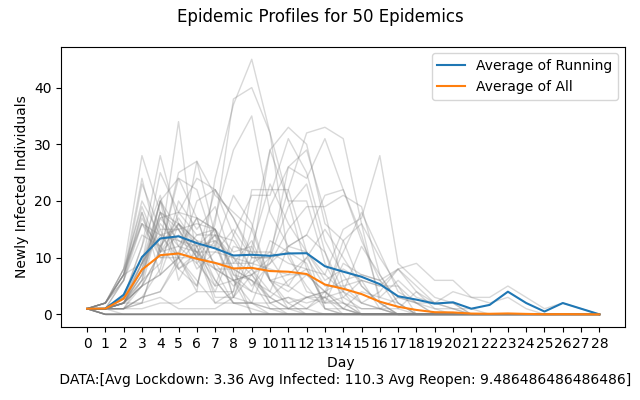 Epidemic Profiles for 50 Epidemics
Average of Running
Average of All
Newly Infected Individuals
40
30
20
10
0
0 1 2 3 4 5 6 7 8 9 10 11 12 13 14 15 16 17 18 19 20 21 22 23 24 25 26 27 28
Day
DATA:[Avg Lockdown: 3.36 Avg Infected: 110.3 Avg Reopen: 9.486486486486486]